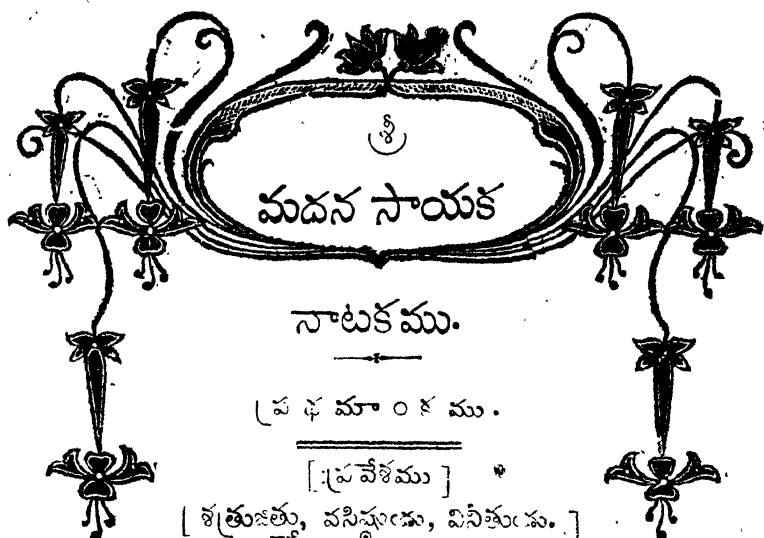 శ్రీ
మదన సాయక
నాటకము.
ప్రథమాంకము.
[ప్రవేశము]
[శత్రుజిత్తు, వసిష్ఠుఁడు, వినీతుఁడు.]